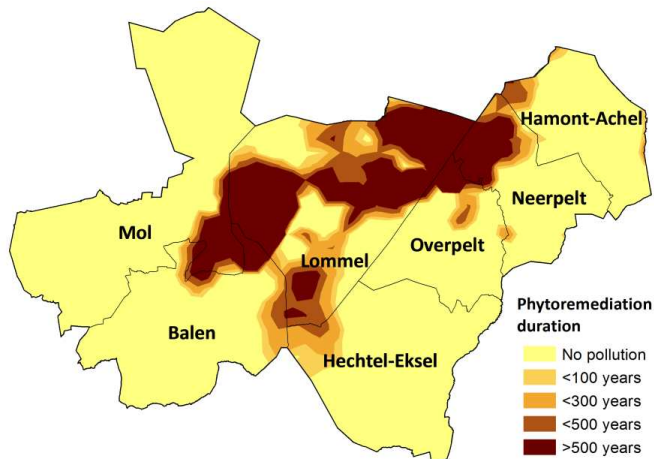 Hamont-Achel
Neerpelt
Mol
Overpelt
Lommel
Balen
Hechtel-Eksel
Phytoremediation
duration
No pollution
<100 years
<300 years
<500 years
>500 years